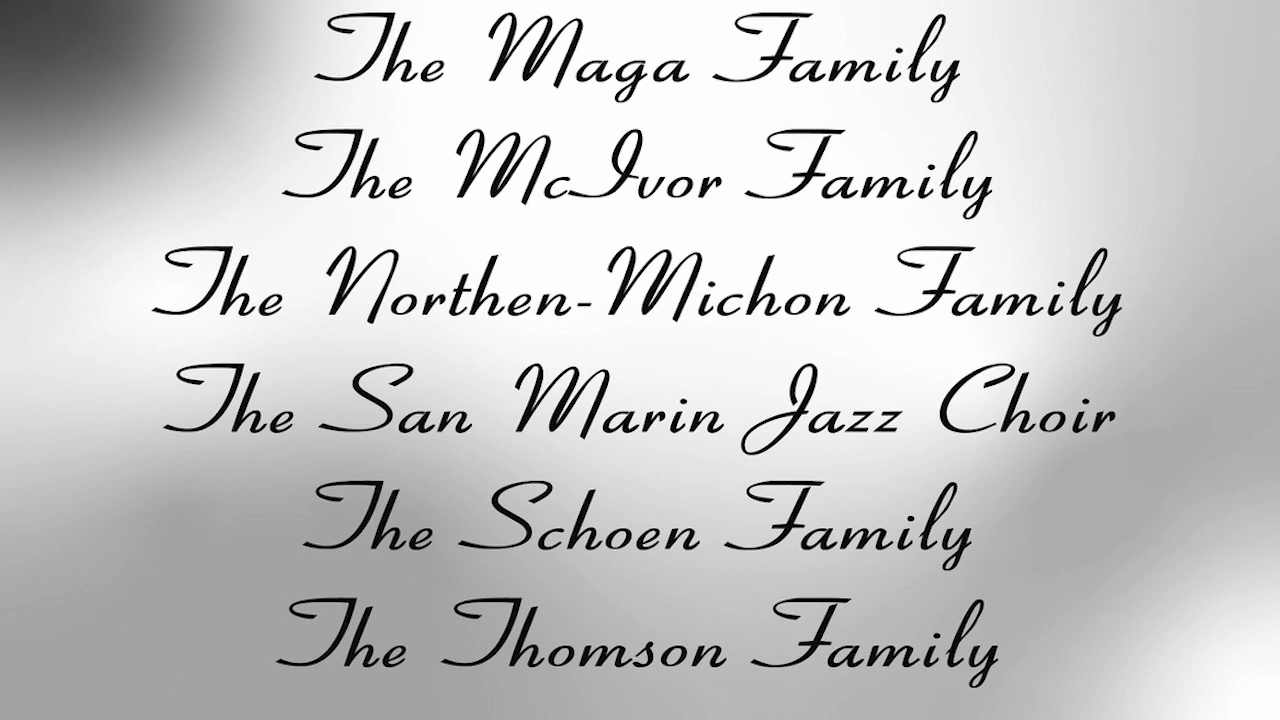 The Maga Family
The McIvor Family
The Northen-Michon Family
The San Marin Jazz Choir
The Schoen Family
The Thomson Family